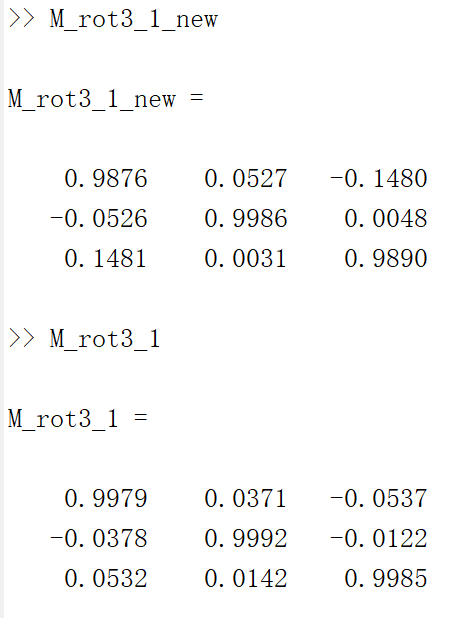 >> M_rot3_1_new
M_rot3_1_new =
0.9876 0.0527 -0.1480
-0.0526 0.9986 0.0048
0.1481 0.0031 0.9890
>> M_rot3_1
M_rot3_1 =
0.9979 0.0371 -0.0537
-0.0378 0.9992 -0.0122
0.0532 0.0142 0.9985